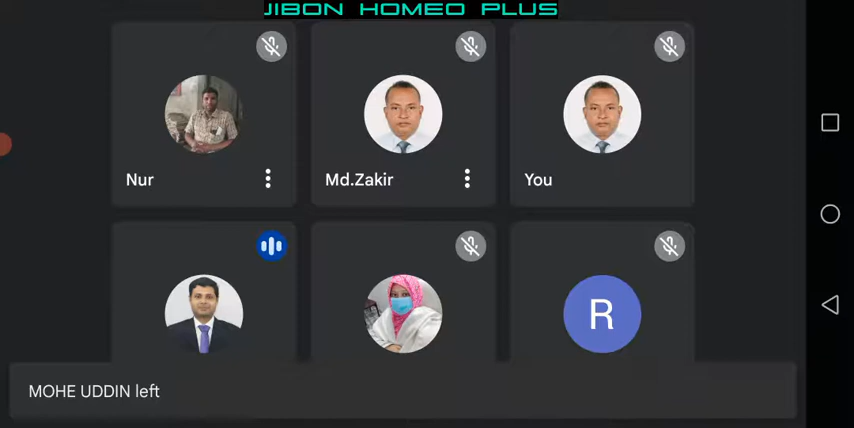 JIBON HOMEO PLUS
Nur
Md.Zakir
You
R
MOHE UDDIN left